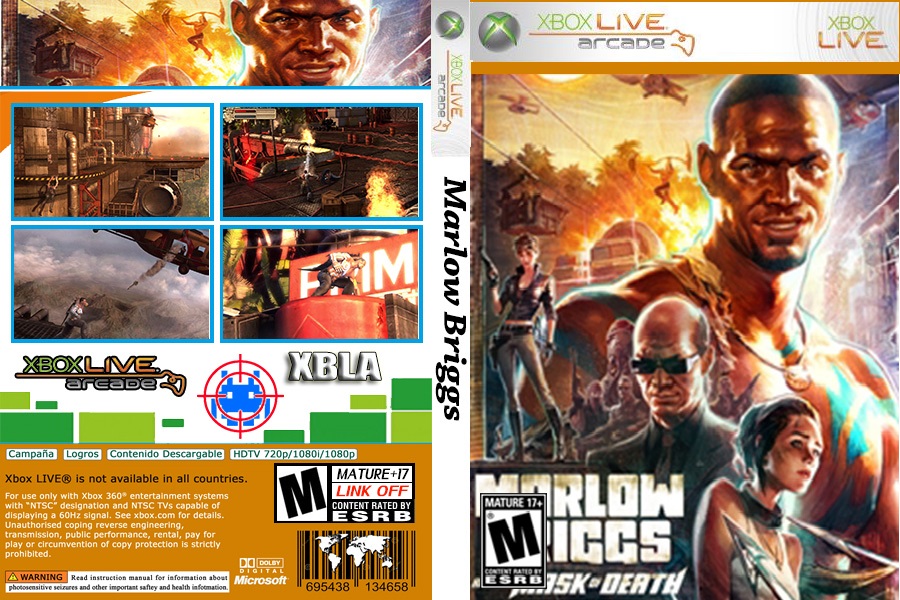 XBOX LIVE
arcade
XBOX
LIVE
XBOX LIVE
arcade
Marlow Briggs
XBOX LIVE
arcade
XBLA
Campaña
Logros
Contenido Descargable
HDTV 720p/1080i/1080p
Xbox LIVE® is not available in all countries.
For use only with Xbox 360® entertainment systems
with "NTSC" designation and NTSC TVs capable of
displaying a 60Hz signal. See xbox.com for details.
Unauthorised coping reverse engineering,
transmission, public performance, rental, pay for
play or circumvention of copy protection is strictly
prohibited.
WARNING
Read instruction manual for information about
photosensitive seizures and other important saftey and health infotmation.
DOLBY
DIGITAL
Microsoft
M
MATURE+17
LINK OFF
CONTENT RATED BY
ESRB
695438 134658
MARLOW
BRIGGS
MASK OF DEATH
MATURE 17+
M
CONTENT RATED BY
ESRB